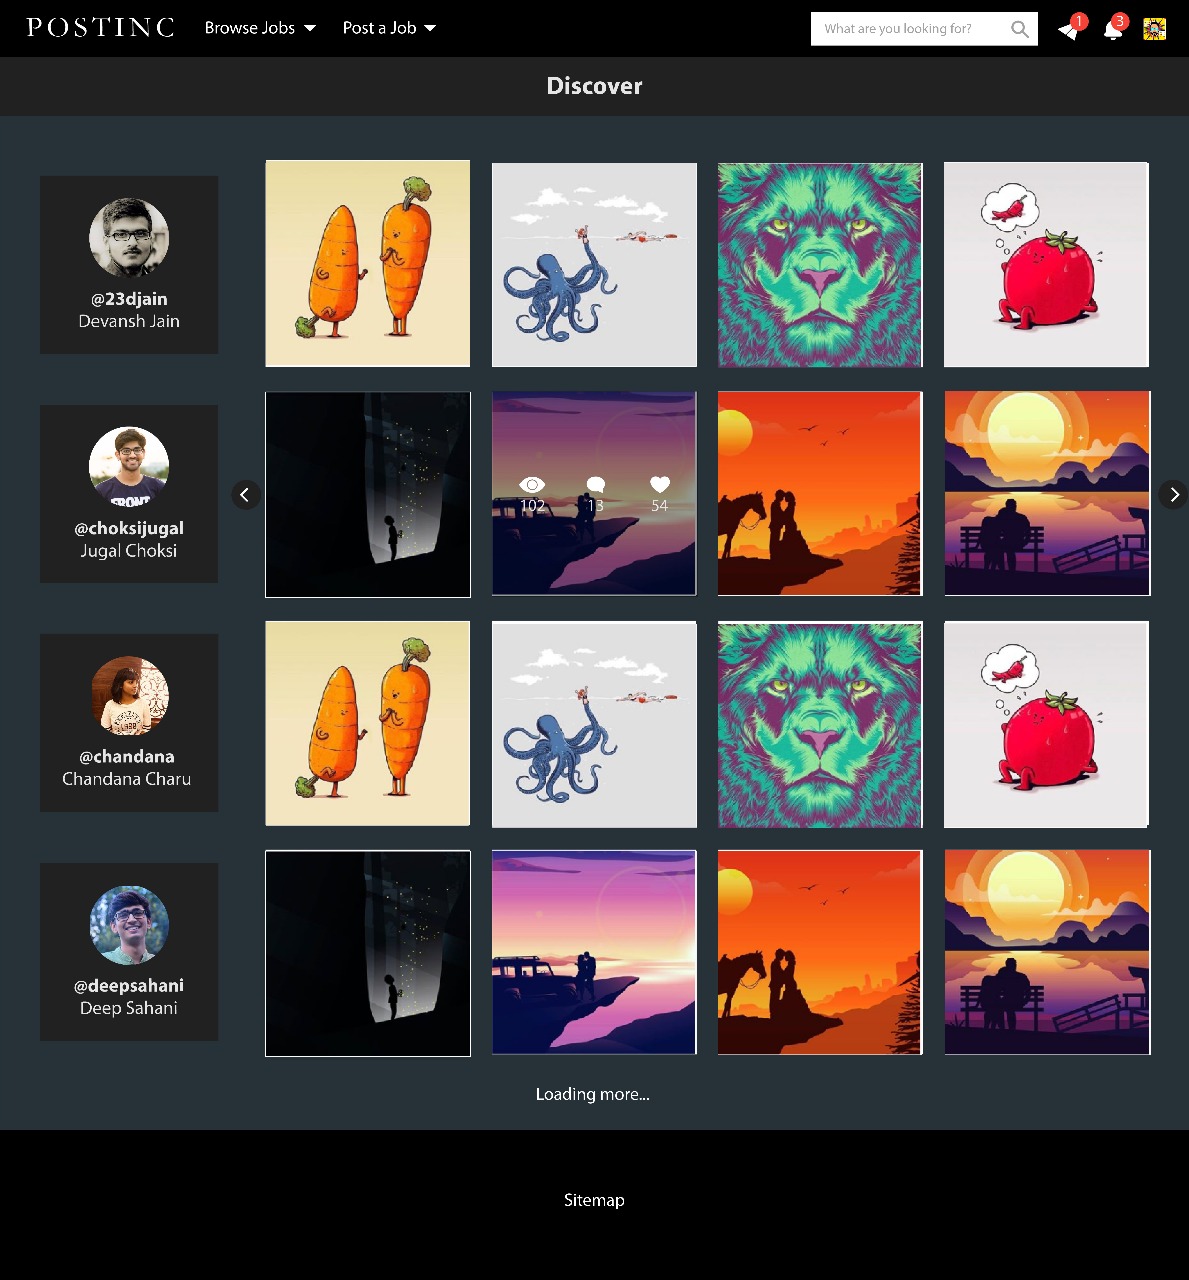 POSTINC
Browse Jobs
Post a Job
What are you looking for?
1
3
Discover
@23djain
Devansh Jain
@choksijugal
Jugal Choksi
102
13
54
@chandana
Chandana Charu
@deepsahani
Deep Sahani
Loading more...
Sitemap